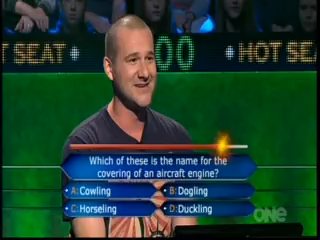 HOT SEAT
00
HOT SEA
Which of these is the name for the
covering of an aircraft engine?
A: Cowling
B: Dogling
C: Horseling
D: Duckling
ONE